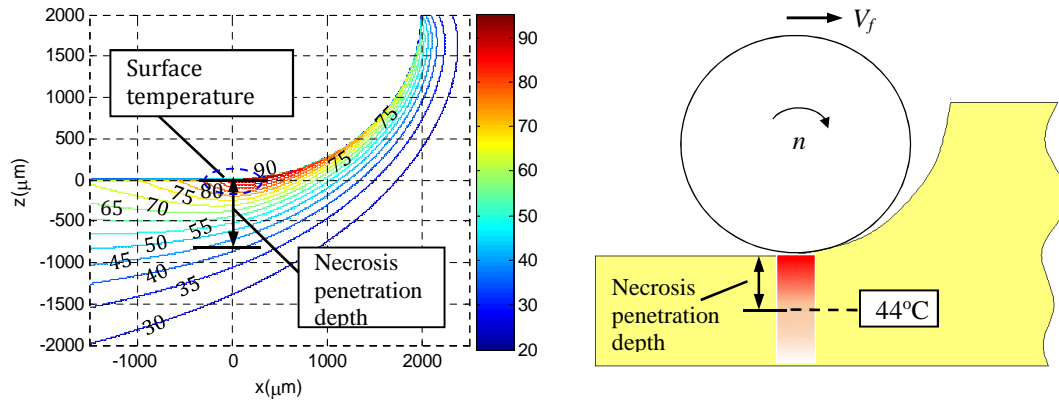 2000
1500
1000
500
0
-500
-1000
-1500
-2000
z(μm)
-1000
0
1000
2000
x(μm)
Surface
temperature
75
75
90
80
75
70
65
55
50
45
40
35
30
Necrosis
penetration
depth
90
80
70
60
50
40
30
20
V_f
n
Necrosis
penetration
depth
44°C